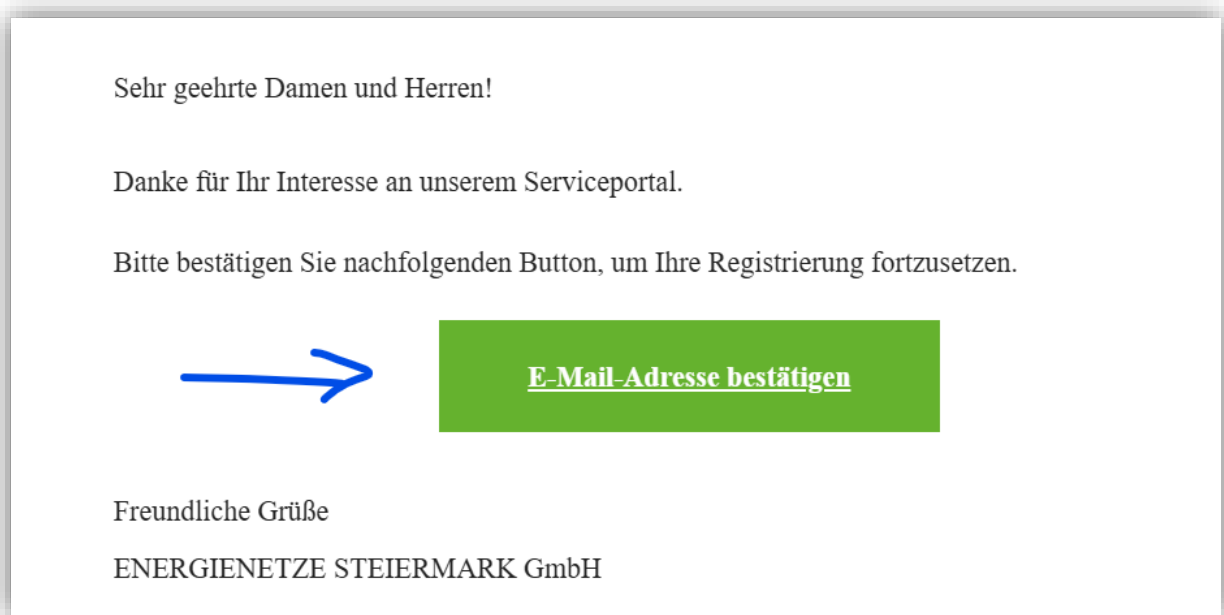 Sehr geehrte Damen und Herren!
Danke für Ihr Interesse an unserem Serviceportal.
Bitte bestätigen Sie nachfolgenden Button, um Ihre Registrierung fortzusetzen.
E-Mail-Adresse bestätigen
Freundliche Grüße
ENERGIENETZE STEIERMARK GmbH